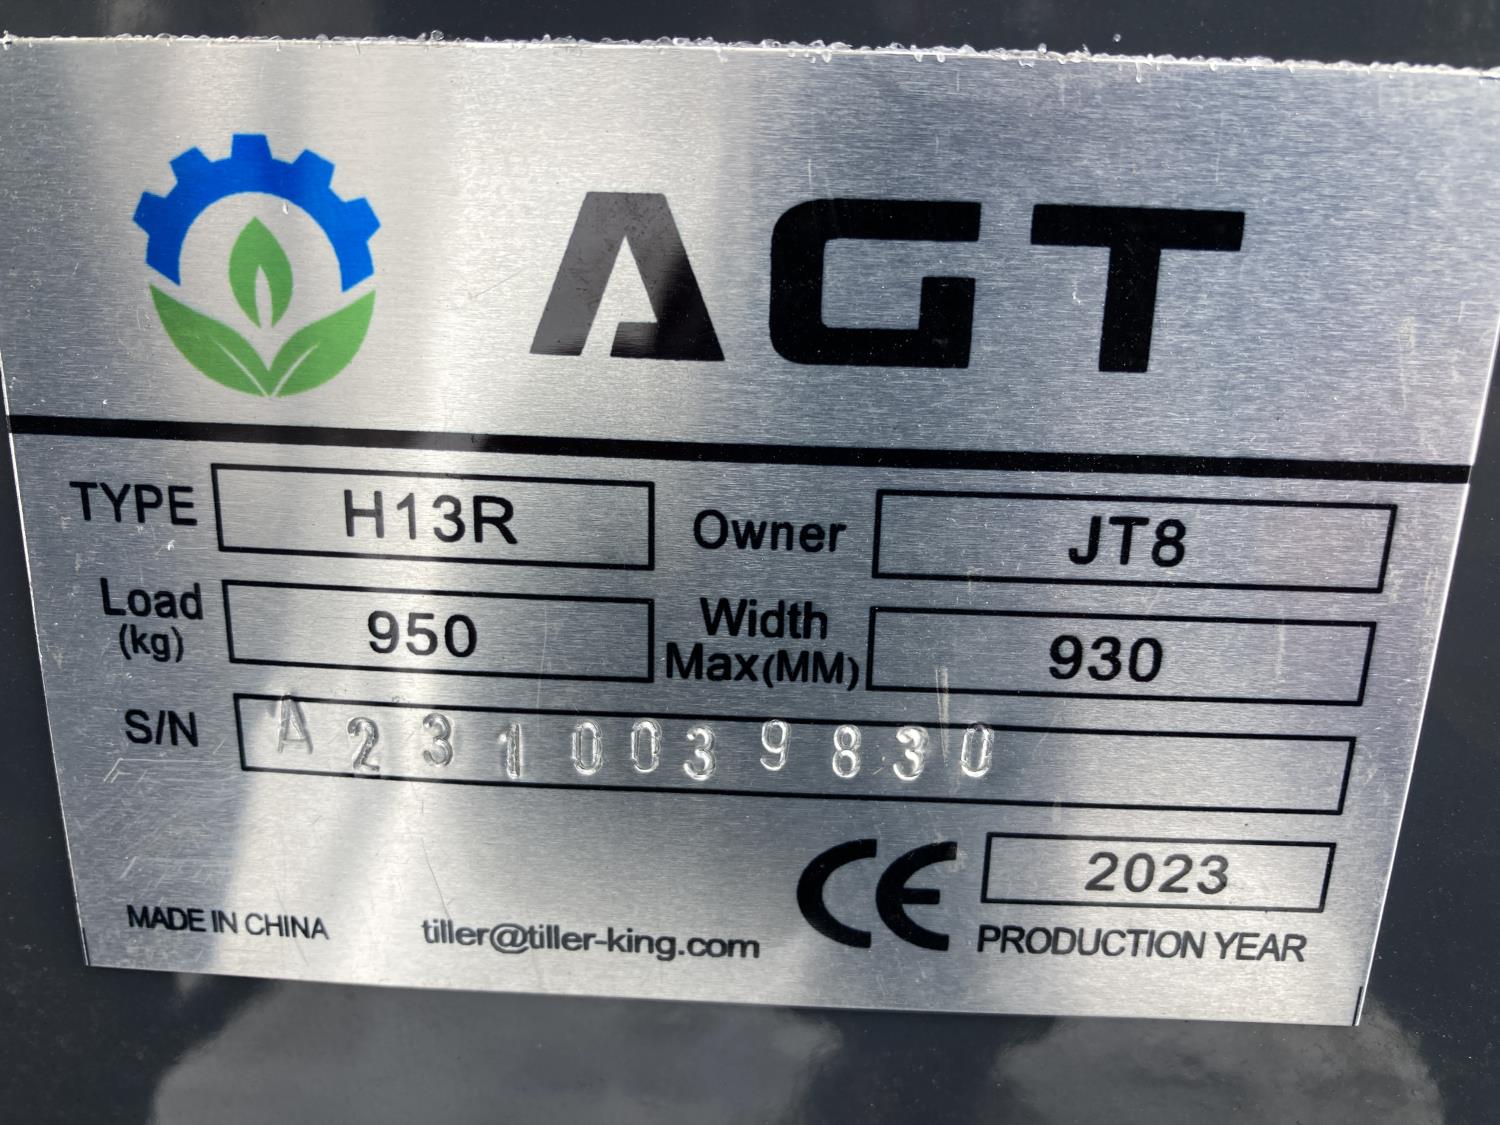 AGT
TYPE H13R Owner JT8
Load (kg) 950 Width Max(MM) 930
S/N A2310039830
CE 2023
MADE IN CHINA tiller@tiller-king.com PRODUCTION YEAR